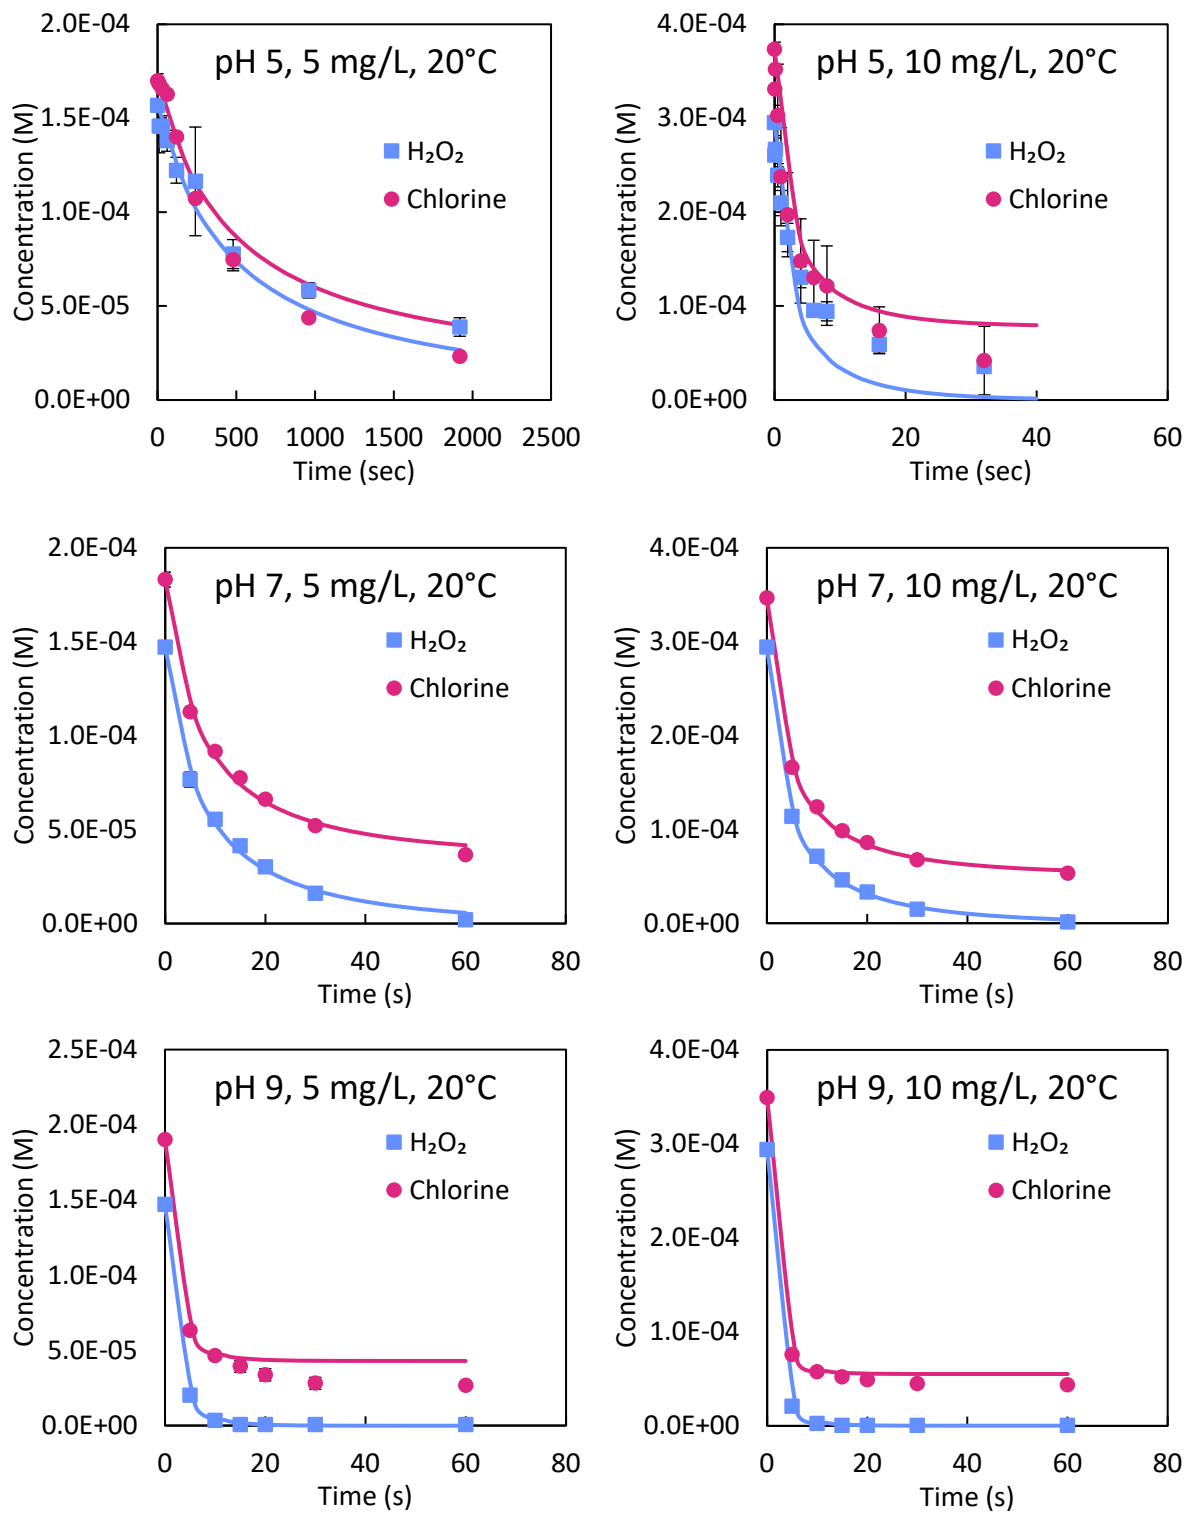 pH 5, 5 mg/L, 20°C
Concentration (M)
2.0E-04
1.5E-04
1.0E-04
5.0E-05
0.0E+00
H₂O₂
Chlorine
0 500 1000 1500 2000 2500
Time (sec)
pH 5, 10 mg/L, 20°C
Concentration (M)
4.0E-04
3.0E-04
2.0E-04
1.0E-04
0.0E+00
H₂O₂
Chlorine
0 20 40 60
Time (sec)
pH 7, 5 mg/L, 20°C
Concentration (M)
2.0E-04
1.5E-04
1.0E-04
5.0E-05
0.0E+00
H₂O₂
Chlorine
0 20 40 60 80
Time (s)
pH 7, 10 mg/L, 20°C
Concentration (M)
4.0E-04
3.0E-04
2.0E-04
1.0E-04
0.0E+00
H₂O₂
Chlorine
0 20 40 60 80
Time (s)
pH 9, 5 mg/L, 20°C
Concentration (M)
2.5E-04
2.0E-04
1.5E-04
1.0E-04
5.0E-05
0.0E+00
H₂O₂
Chlorine
0 20 40 60 80
Time (s)
pH 9, 10 mg/L, 20°C
Concentration (M)
4.0E-04
3.0E-04
2.0E-04
1.0E-04
0.0E+00
H₂O₂
Chlorine
0 20 40 60 80
Time (s)